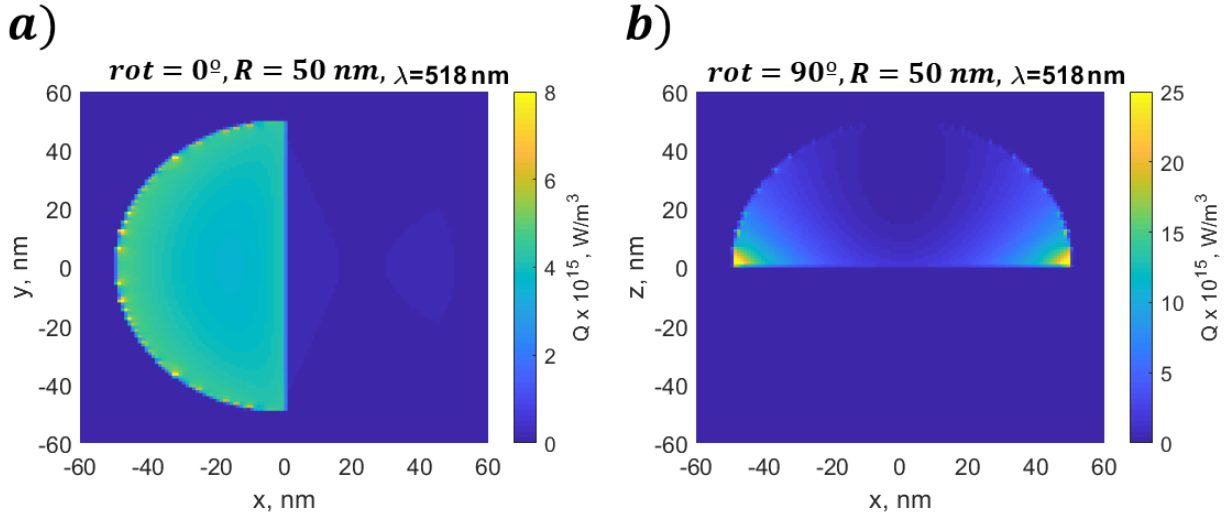 a)
rot = 0º, R = 50 nm, λ=518 nm
60
40
20
0
-20
-40
-60
y, nm
-60 -40 -20 0 20 40 60
x, nm
8
6
4
2
0
Q x 10^15, W/m^3
b)
rot = 90º, R = 50 nm, λ=518 nm
60
40
20
0
-20
-40
-60
z, nm
-60 -40 -20 0 20 40 60
x, nm
25
20
15
10
5
0
Q x 10^15, W/m^3